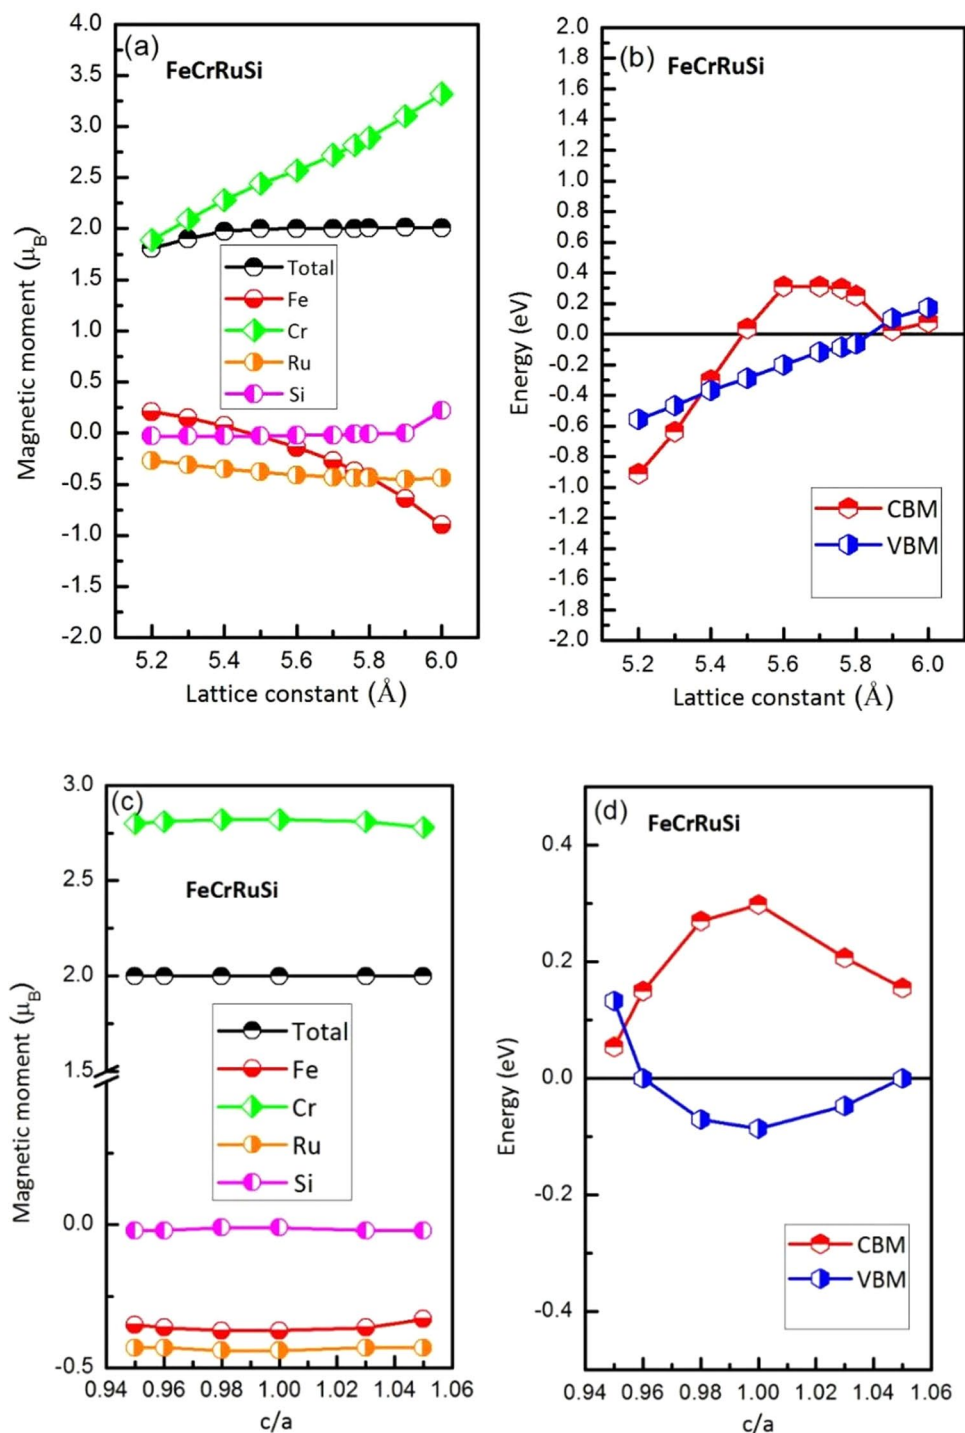 (a)
FeCrRuSi
4.0
3.5
3.0
2.5
2.0
1.5
1.0
0.5
0.0
-0.5
-1.0
-1.5
-2.0
Magnetic moment (μB)
Total
Fe
Cr
Ru
Si
5.2 5.4 5.6 5.8 6.0
Lattice constant (Å)
(b)
FeCrRuSi
2.0
1.8
1.6
1.4
1.2
1.0
0.8
0.6
0.4
0.2
0.0
-0.2
-0.4
-0.6
-0.8
-1.0
-1.2
-1.4
-1.6
-1.8
-2.0
Energy (eV)
CBM
VBM
5.2 5.4 5.6 5.8 6.0
Lattice constant (Å)
(c)
FeCrRuSi
3.0
2.5
2.0
1.5
0.0
-0.5
Magnetic moment (μB)
Total
Fe
Cr
Ru
Si
0.94 0.96 0.98 1.00 1.02 1.04 1.06
c/a
(d)
FeCrRuSi
0.4
0.2
0.0
-0.2
-0.4
Energy (eV)
CBM
VBM
0.94 0.96 0.98 1.00 1.02 1.04 1.06
c/a